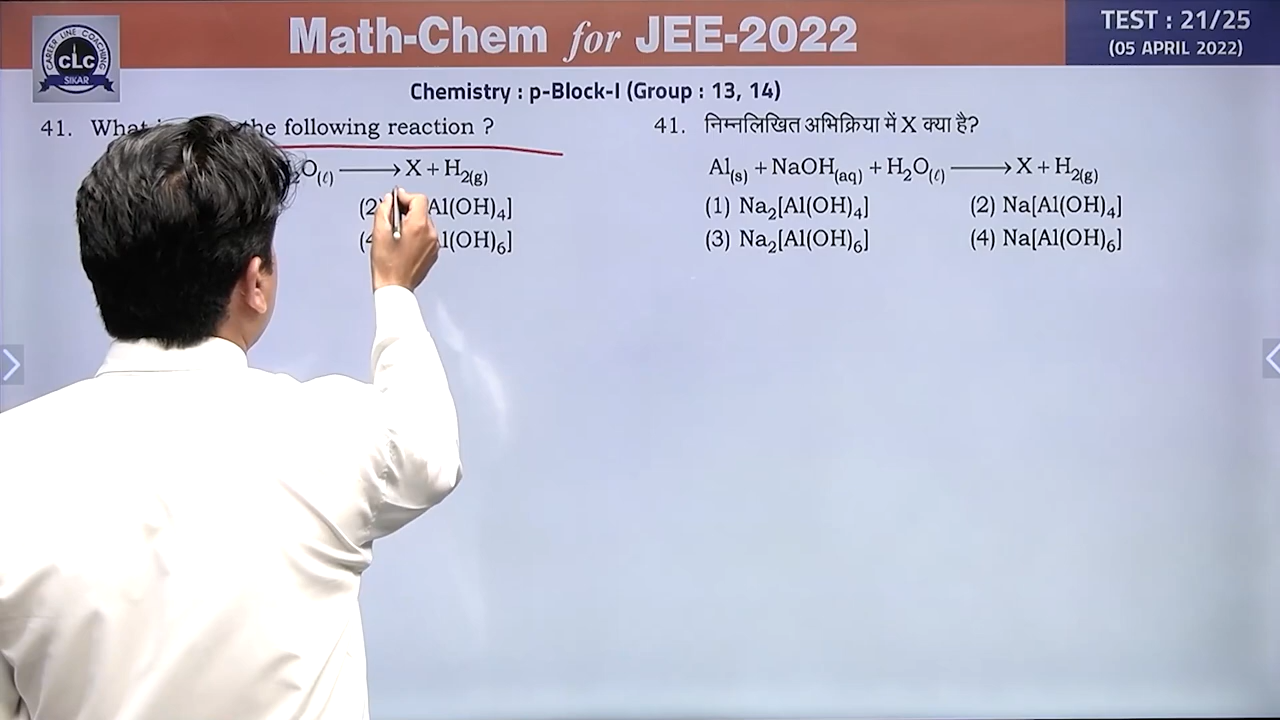 CAREER LINE COACHING
CLC
SIKAR
Math-Chem for JEE-2022
TEST : 21/25
(05 APRIL 2022)
Chemistry : p-Block-I (Group : 13, 14)
41. What the following reaction ?
O(ℓ) ⟶ X + H₂(g)
(2) Al(OH)₄]
Al(OH)₆]
41. निम्नलिखित अभिक्रिया में X क्या है?
Al(s) + NaOH(aq) + H₂O(ℓ) ⟶ X + H₂(g)
(1) Na₂[Al(OH)₄] (2) Na[Al(OH)₄]
(3) Na₂[Al(OH)₆] (4) Na[Al(OH)₆]